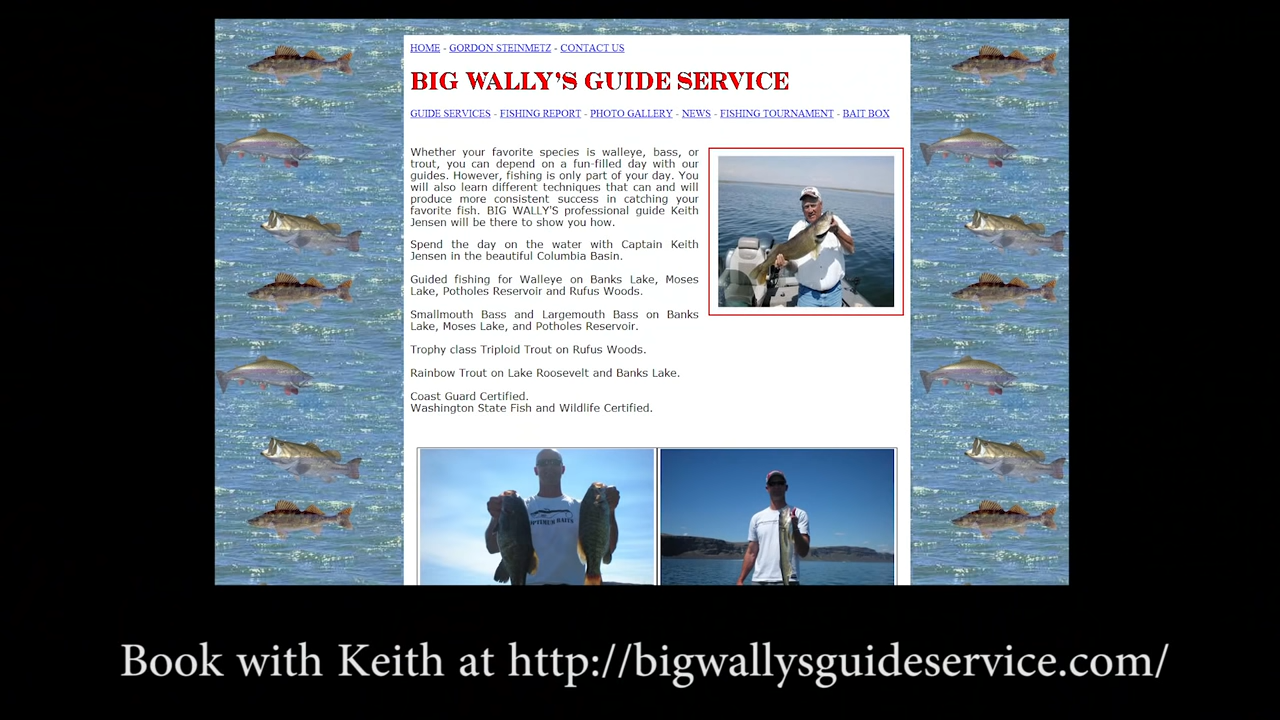 HOME - GORDON STEINMETZ - CONTACT US
BIG WALLY'S GUIDE SERVICE
GUIDE SERVICES - FISHING REPORT - PHOTO GALLERY - NEWS - FISHING TOURNAMENT - BAIT BOX
Whether your favorite species is walleye, bass, or
trout, you can depend on a fun-filled day with our
guides. However, fishing is only part of your day. You
will also learn different techniques that can and will
produce more consistent success in catching your
favorite fish. BIG WALLY'S professional guide Keith
Jensen will be there to show you how.
Spend the day on the water with Captain Keith
Jensen in the beautiful Columbia Basin.
Guided fishing for Walleye on Banks Lake, Moses
Lake, Potholes Reservoir and Rufus Woods.
Smallmouth Bass and Largemouth Bass on Banks
Lake, Moses Lake, and Potholes Reservoir.
Trophy class Triploid Trout on Rufus Woods.
Rainbow Trout on Lake Roosevelt and Banks Lake.
Coast Guard Certified.
Washington State Fish and Wildlife Certified.
OPTIMUM BAITS
Book with Keith at http://bigwallysguideservice.com/